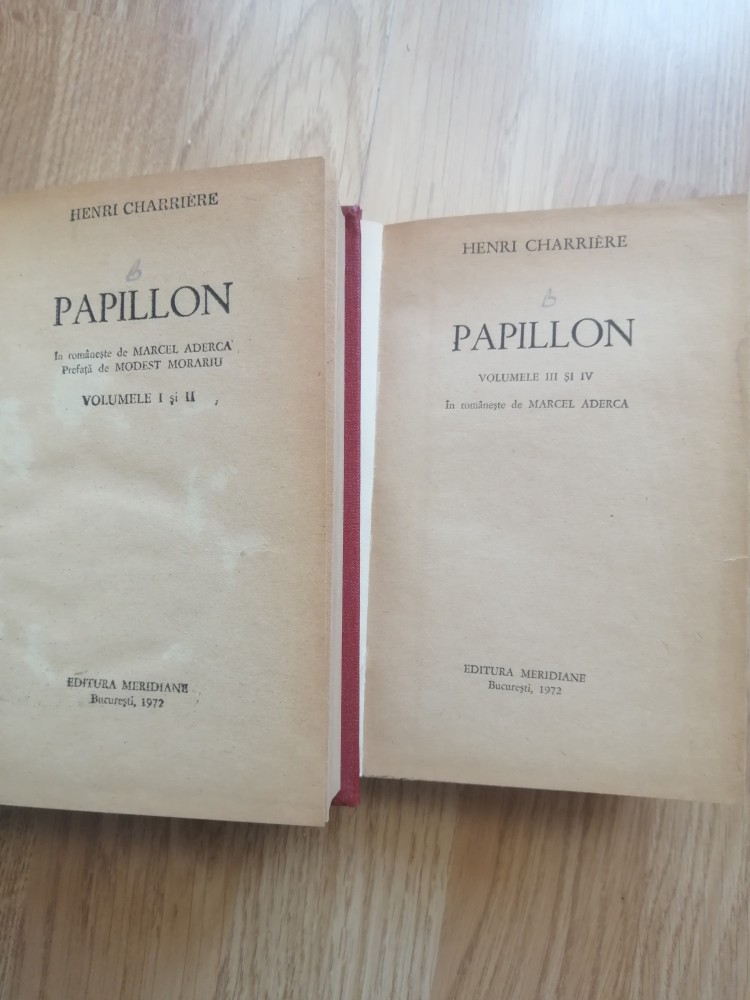 HENRI CHARRIÈRE
PAPILLON
În românește de MARCEL ADERCA
Prefață de MODEST MORARIU
VOLUMELE I și II
EDITURA MERIDIANE
București, 1972
HENRI CHARRIÈRE
PAPILLON
VOLUMELE III ȘI IV
În românește de MARCEL ADERCA
EDITURA MERIDIANE
București, 1972